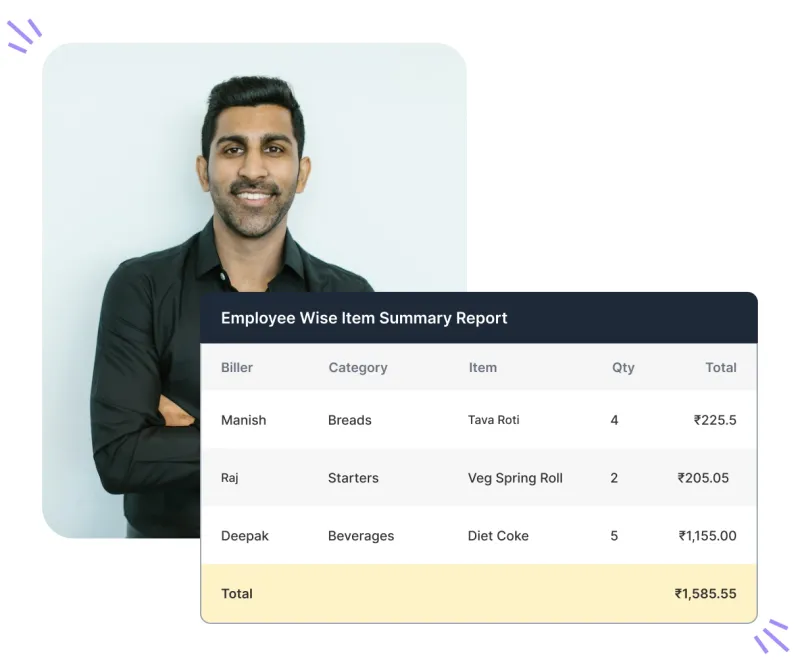 Employee Wise Item Summary Report
Biller Category Item Qty Total
Manish Breads Tava Roti 4 ₹225.5
Raj Starters Veg Spring Roll 2 ₹205.05
Deepak Beverages Diet Coke 5 ₹1,155.00
Total ₹1,585.55